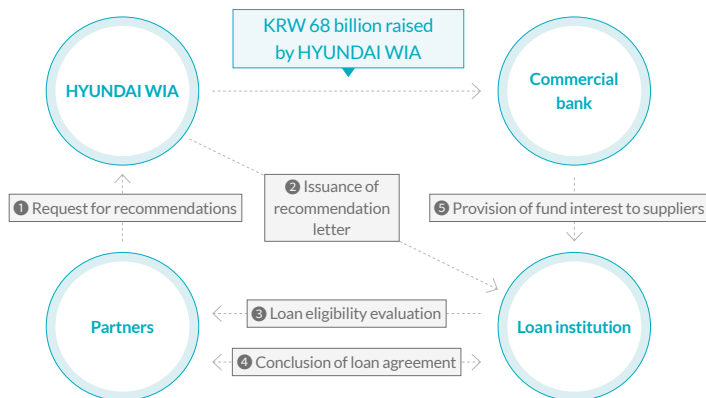 KRW 68 billion raised
by HYUNDAI WIA
HYUNDAI WIA
Commercial
bank
❶ Request for recommendations
❷ Issuance of
recommendation
letter
❺ Provision of fund interest to suppliers
Partners
❸ Loan eligibility evaluation
Loan institution
❹ Conclusion of loan agreement